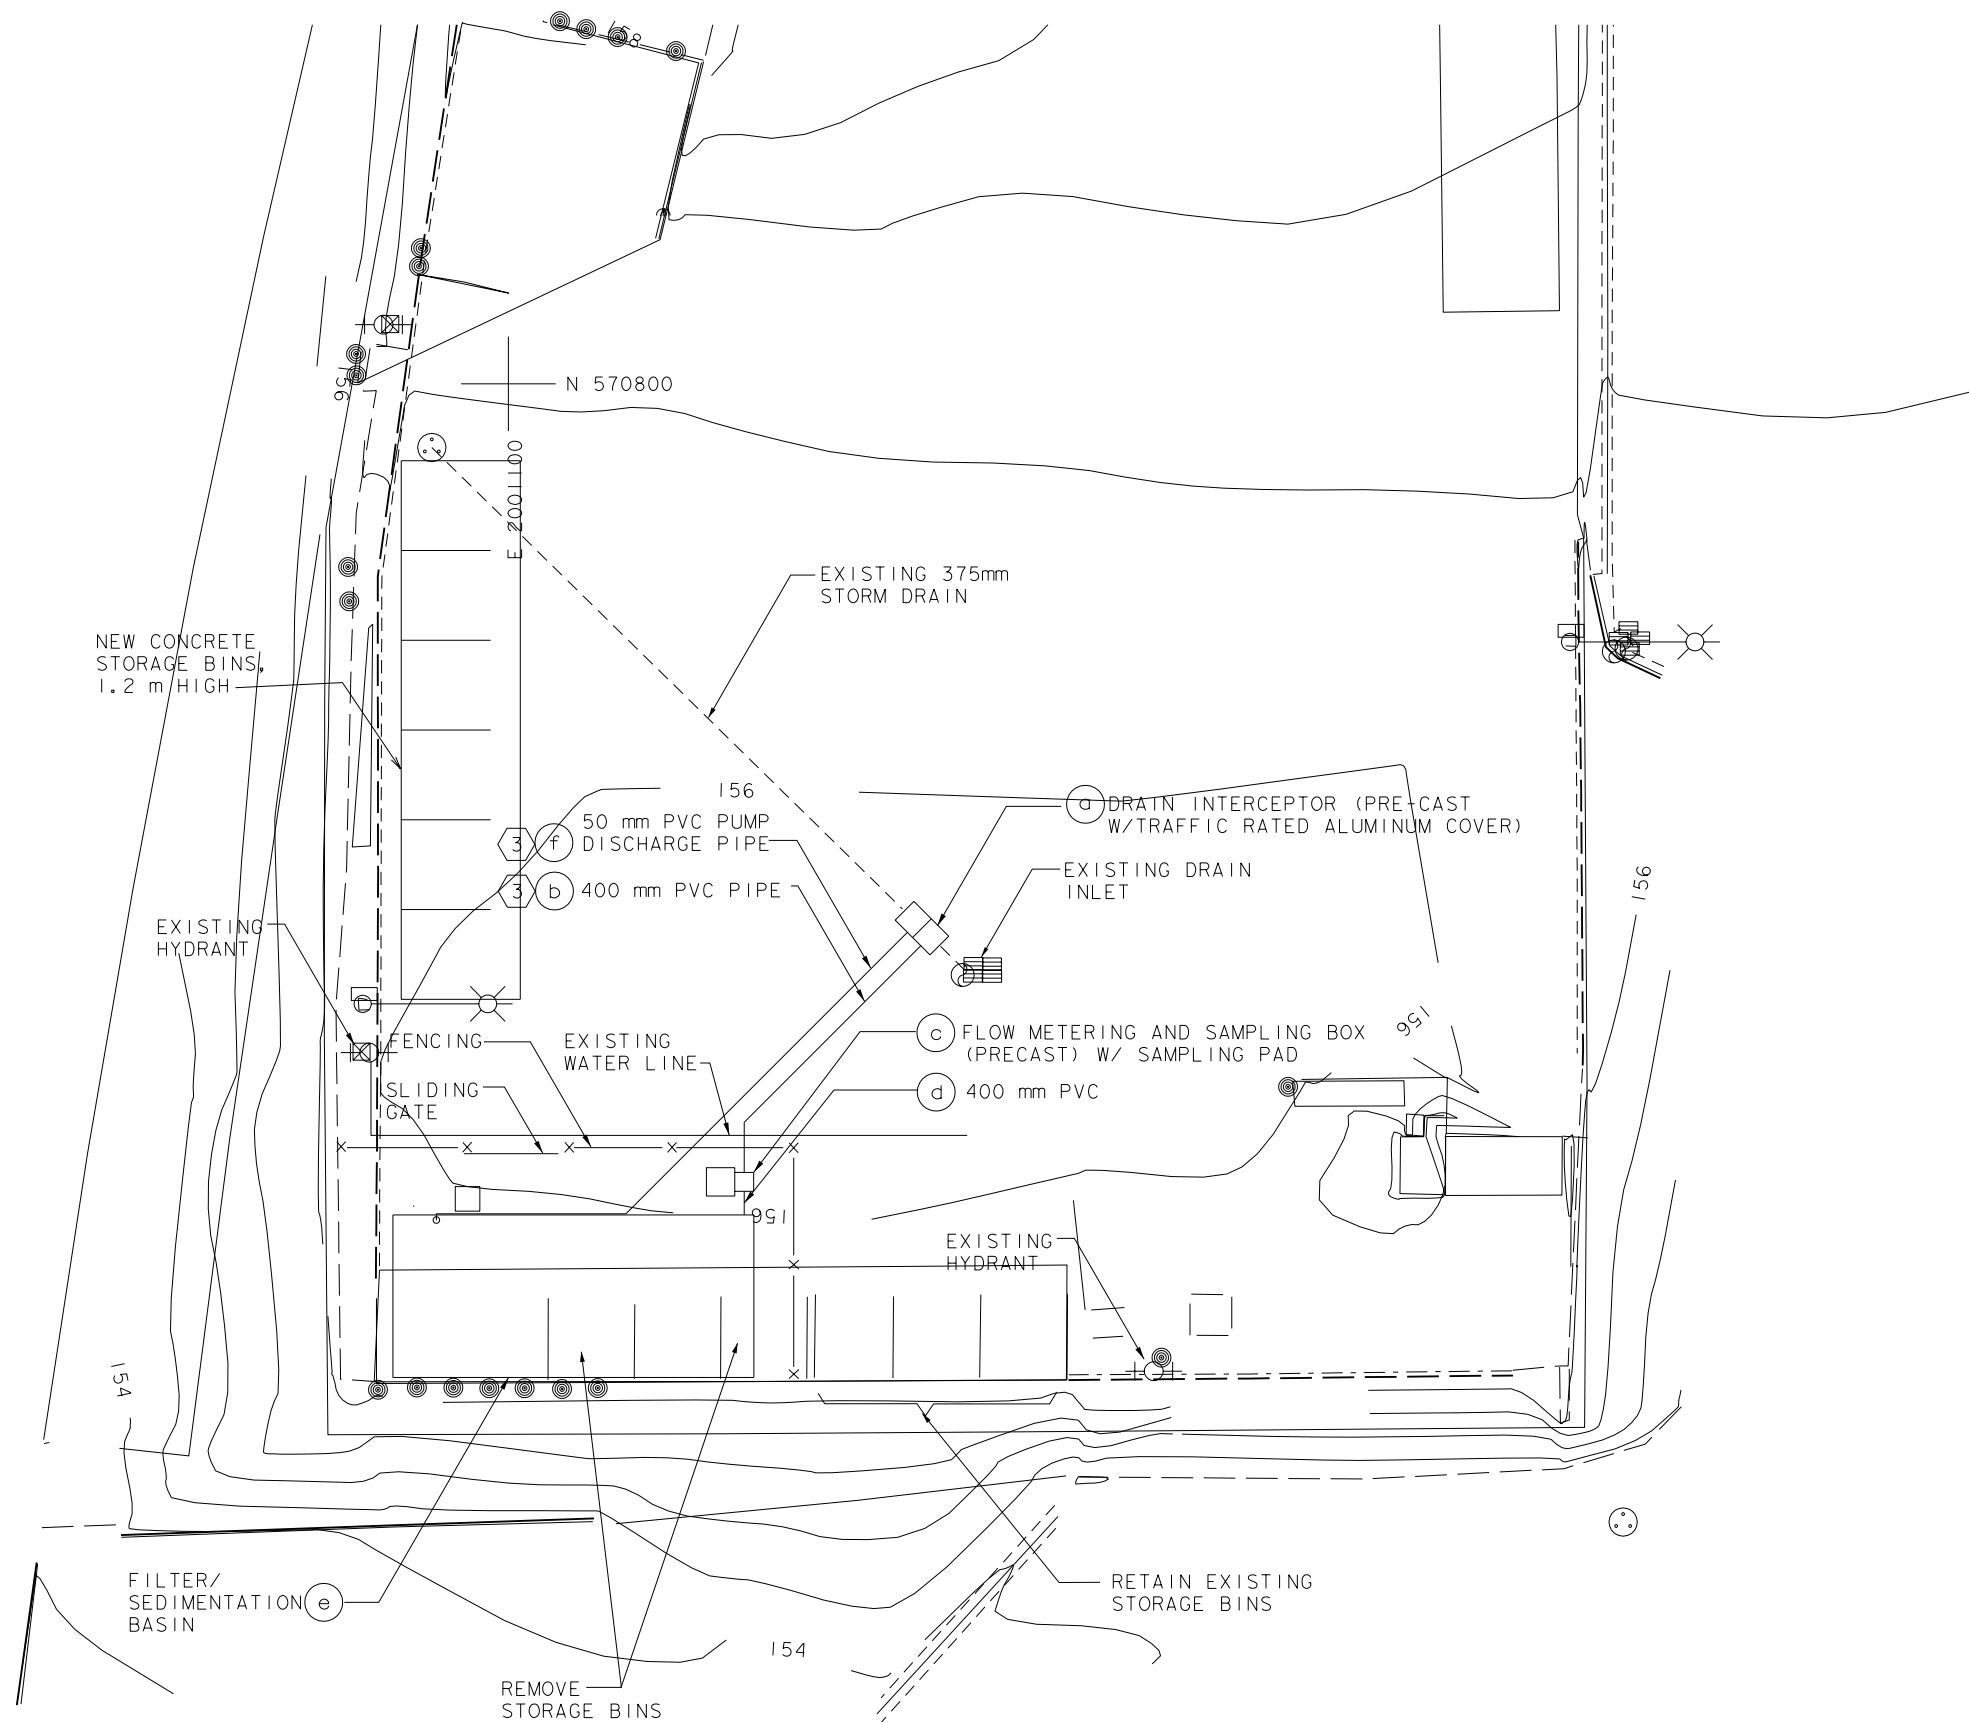 156
N 570800
E 2001100
EXISTING 375mm
STORM DRAIN
NEW CONCRETE
STORAGE BINS,
1.2 m HIGH
156
a DRAIN INTERCEPTOR (PRE-CAST
W/TRAFFIC RATED ALUMINUM COVER)
3 f 50 mm PVC PUMP
DISCHARGE PIPE
EXISTING DRAIN
INLET
3 b 400 mm PVC PIPE
156
EXISTING
HYDRANT
156
c FLOW METERING AND SAMPLING BOX
(PRECAST) W/ SAMPLING PAD
FENCING
EXISTING
WATER LINE
SLIDING
GATE
d 400 mm PVC
156
EXISTING
HYDRANT
154
FILTER/
SEDIMENTATION e
BASIN
RETAIN EXISTING
STORAGE BINS
154
REMOVE
STORAGE BINS